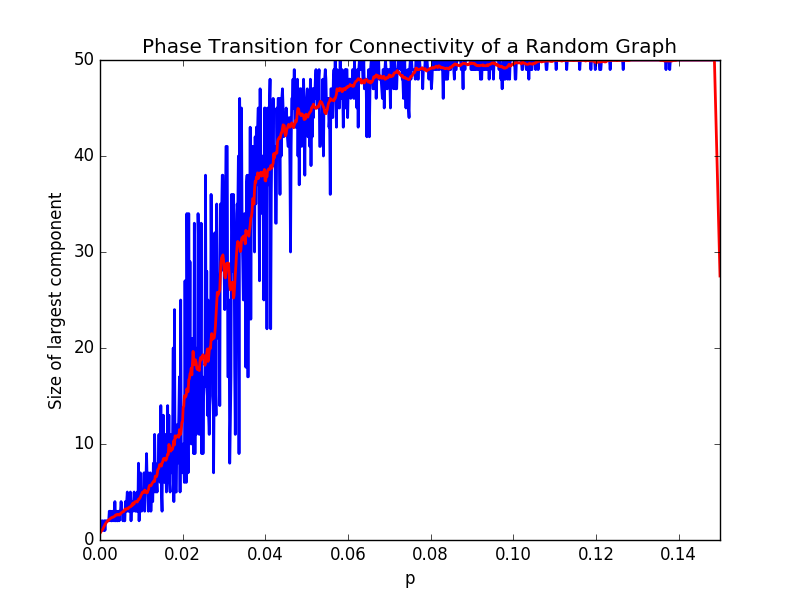 Phase Transition for Connectivity of a Random Graph
50
40
30
20
10
0
Size of largest component
0.00 0.02 0.04 0.06 0.08 0.10 0.12 0.14
p